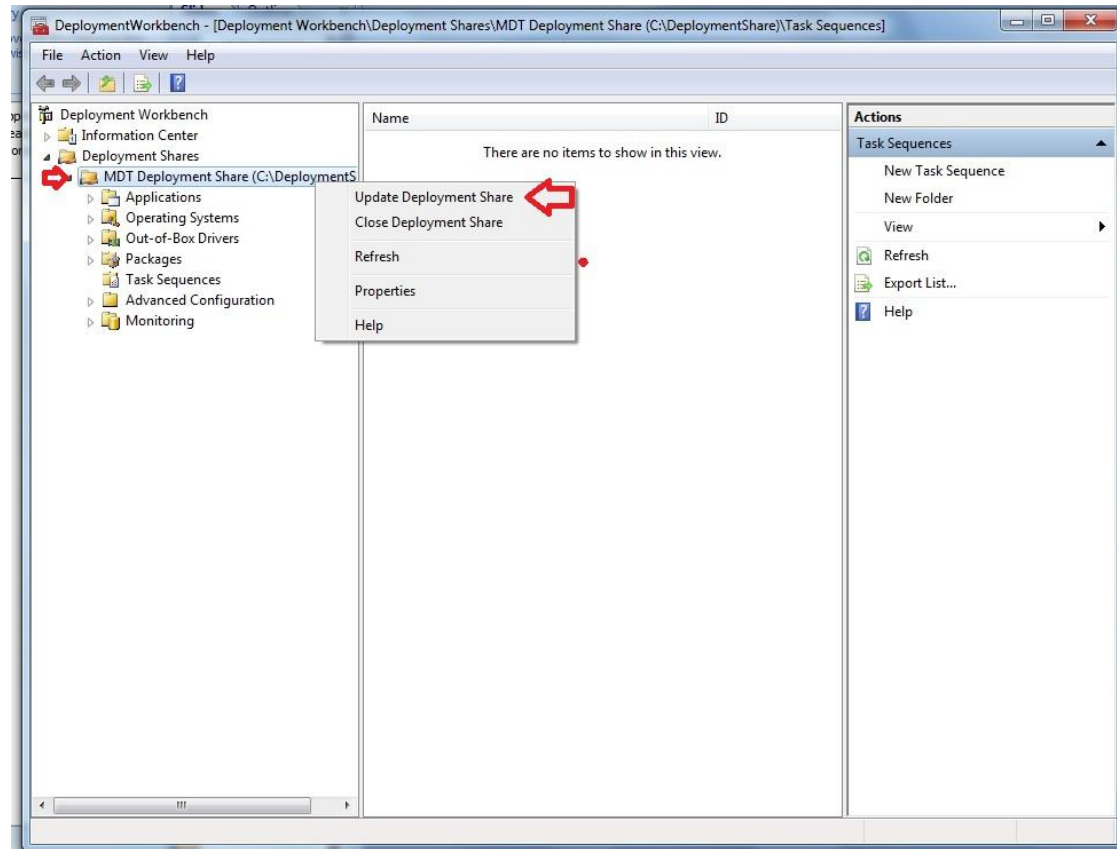 DeploymentWorkbench - [Deployment Workbench\Deployment Shares\MDT Deployment Share (C:\DeploymentShare)\Task Sequences]
File Action View Help
Deployment Workbench
Information Center
Deployment Shares
MDT Deployment Share (C:\DeploymentS
Applications
Operating Systems
Out-of-Box Drivers
Packages
Task Sequences
Advanced Configuration
Monitoring
Update Deployment Share
Close Deployment Share
Refresh
Properties
Help
Name ID
There are no items to show in this view.
Actions
Task Sequences
New Task Sequence
New Folder
View
Refresh
Export List...
Help